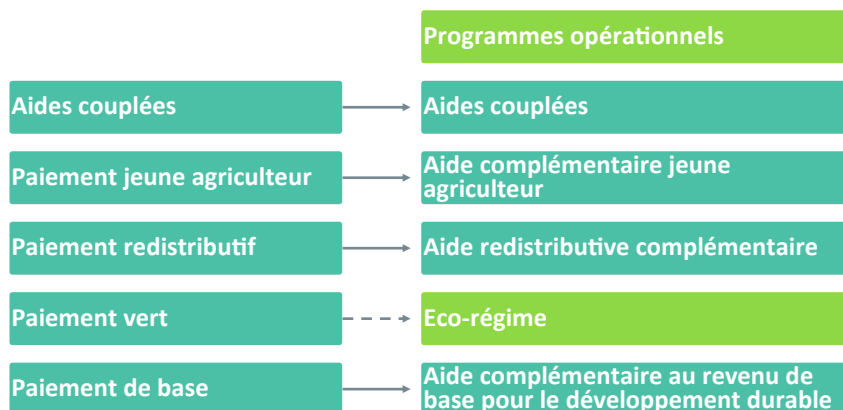 Programmes opérationnels
Aides couplées
Aides couplées
Paiement jeune agriculteur
Aide complémentaire jeune
agriculteur
Paiement redistributif
Aide redistributive complémentaire
Paiement vert
Eco-régime
Paiement de base
Aide complémentaire au revenu de
base pour le développement durable